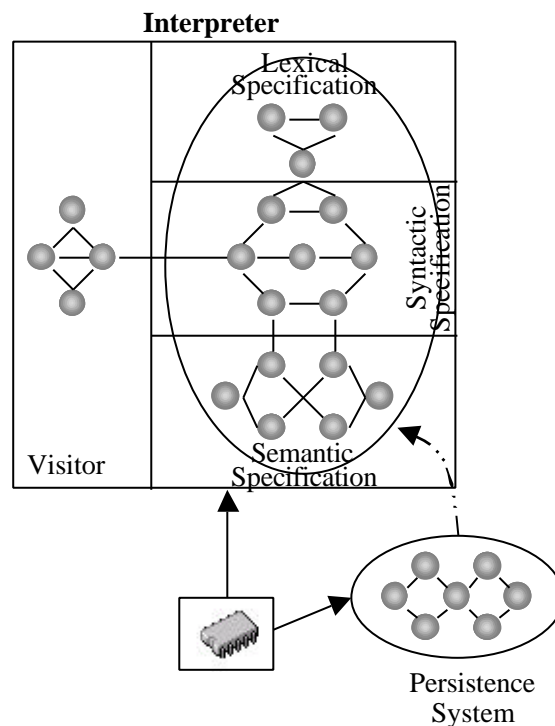 Interpreter
Lexical
Specification
Syntactic
Specification
Visitor
Semantic
Specification
Persistence
System